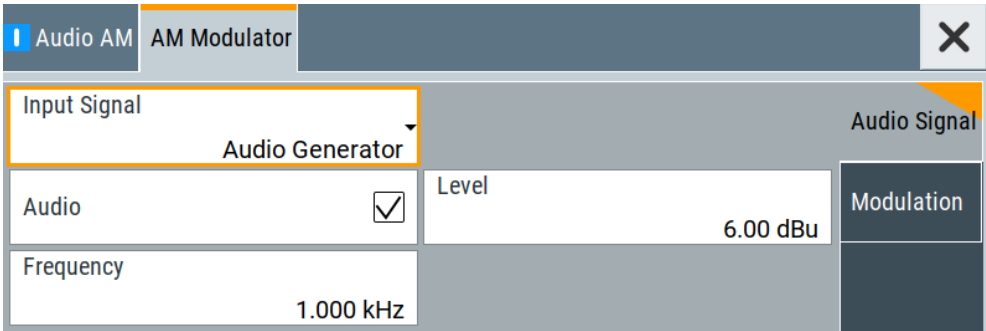 Audio AM
AM Modulator
Input Signal
Audio Generator
Audio Signal
Audio
Level
6.00 dBu
Modulation
Frequency
1.000 kHz